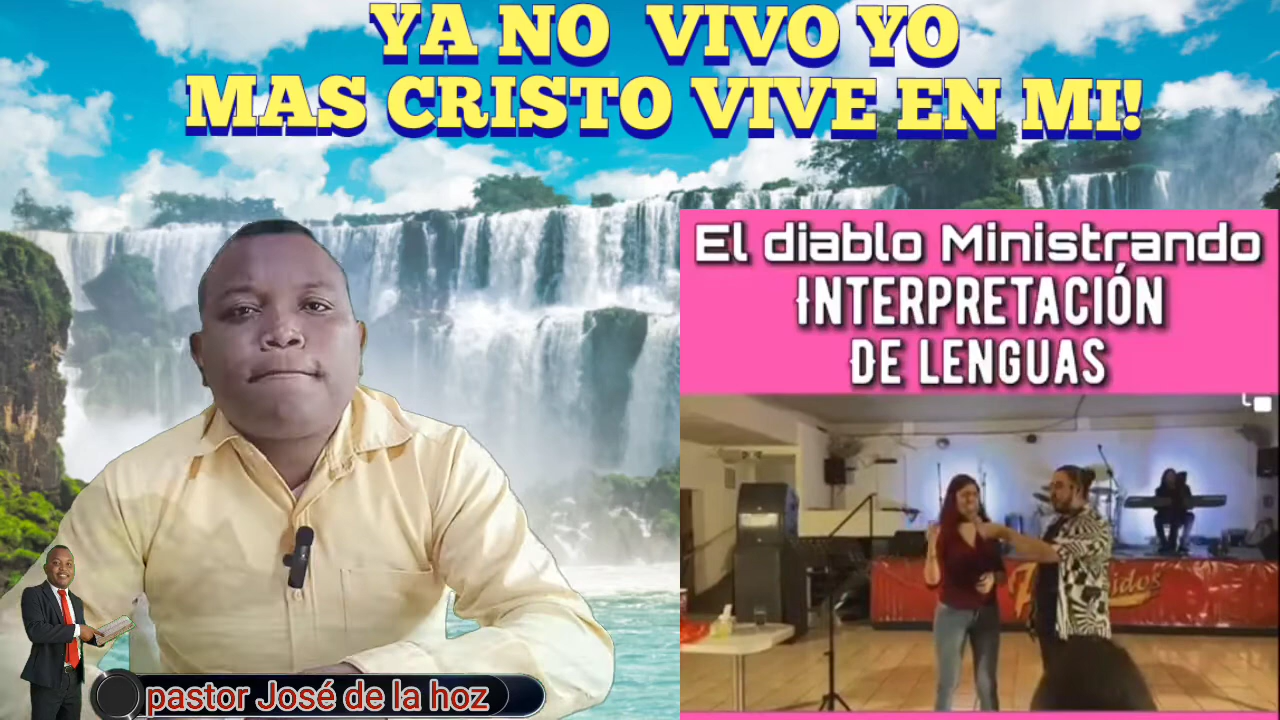 YA NO VIVO YO
MAS CRISTO VIVE EN MI!
El diablo Ministrando
INTERPRETACIÓN
DE LENGUAS
pastor José de la hoz